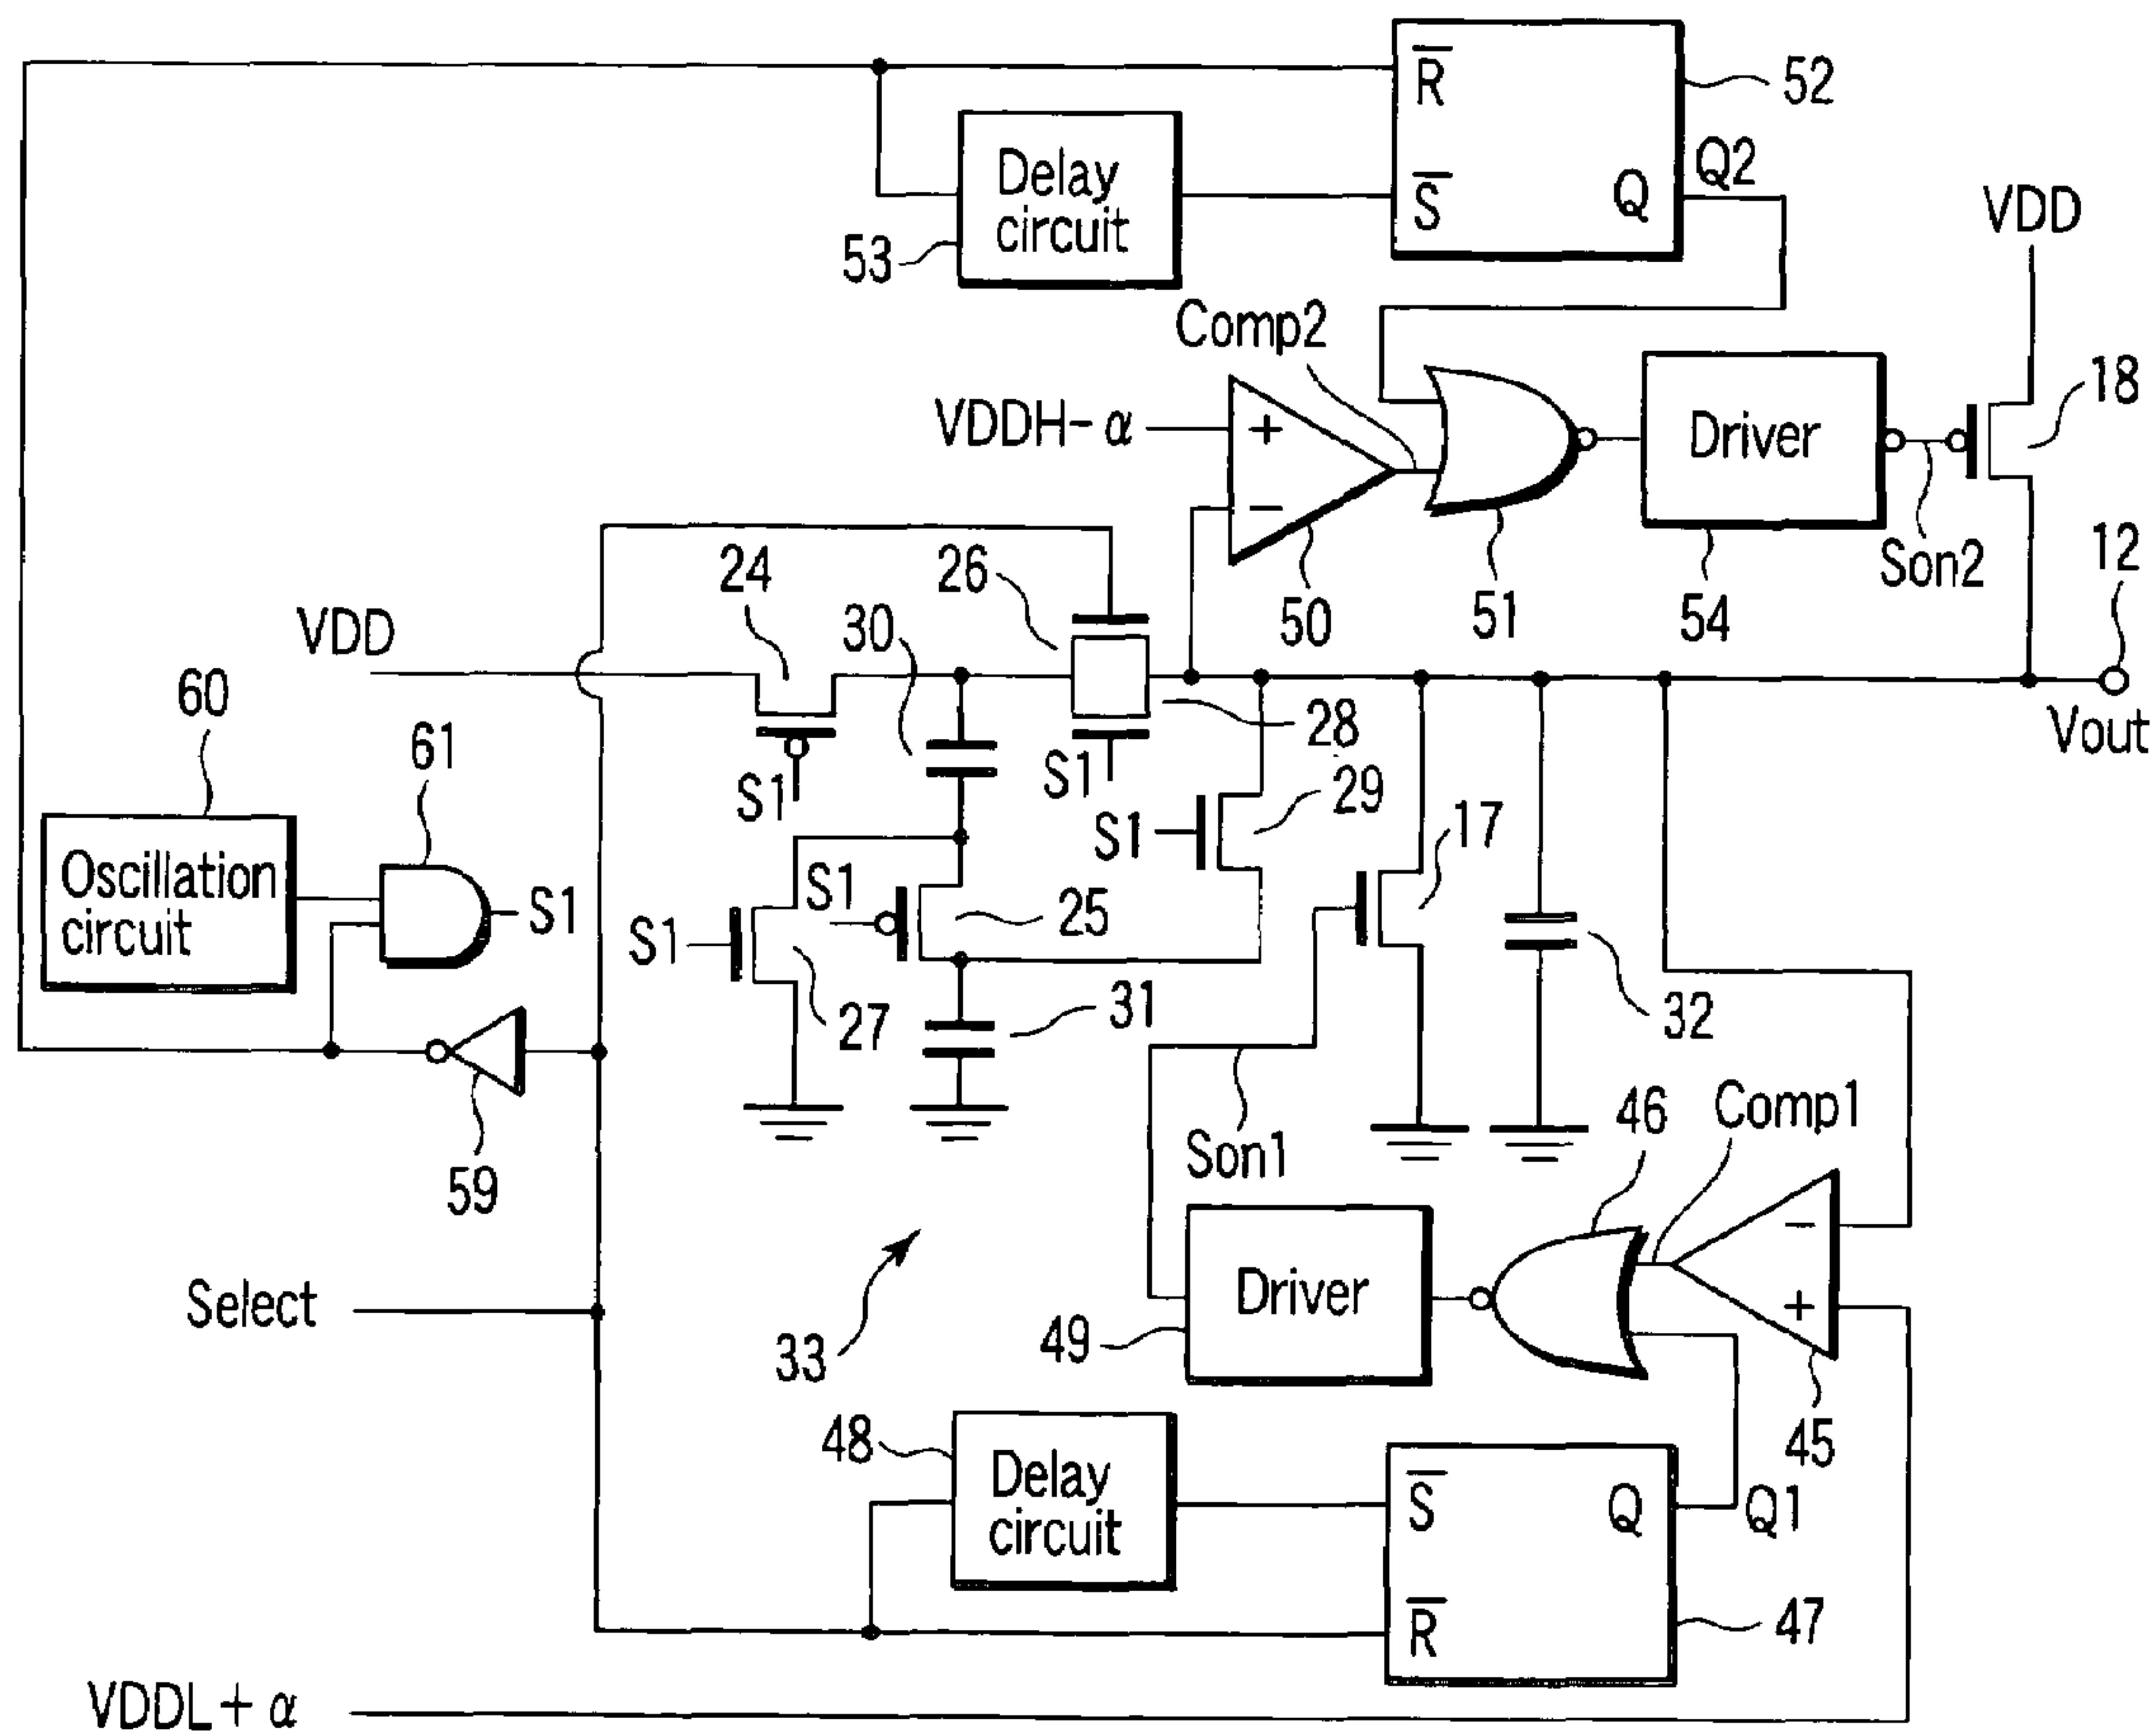 R
52
Delay
circuit
S
Q
Q2
53
VDD
Comp2
18
VDDH-α
+
Driver
−
Son2
12
24
26
50
51
54
VDD
30
60
28
Vout
61
S1
S1
29
S1
17
Oscillation
circuit
S1
S1
25
S1
27
31
32
46
Comp1
Son1
59
−
Select
Driver
+
33
49
48
45
Delay
circuit
S
Q
Q1
R
47
VDDL+α